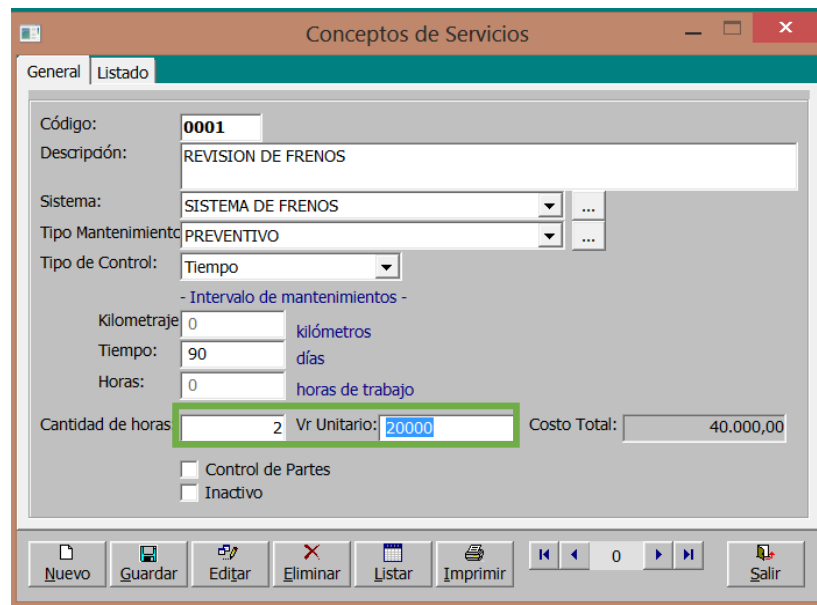 Conceptos de Servicios
General Listado
Código: 0001
Descripción: REVISION DE FRENOS
Sistema: SISTEMA DE FRENOS ...
Tipo Mantenimiento PREVENTIVO ...
Tipo de Control: Tiempo
- Intervalo de mantenimientos -
Kilometraje 0 kilómetros
Tiempo: 90 días
Horas: 0 horas de trabajo
Cantidad de horas 2 Vr Unitario: 20000 Costo Total: 40.000,00
Control de Partes
Inactivo
Nuevo Guardar Editar Eliminar Listar Imprimir 0 Salir